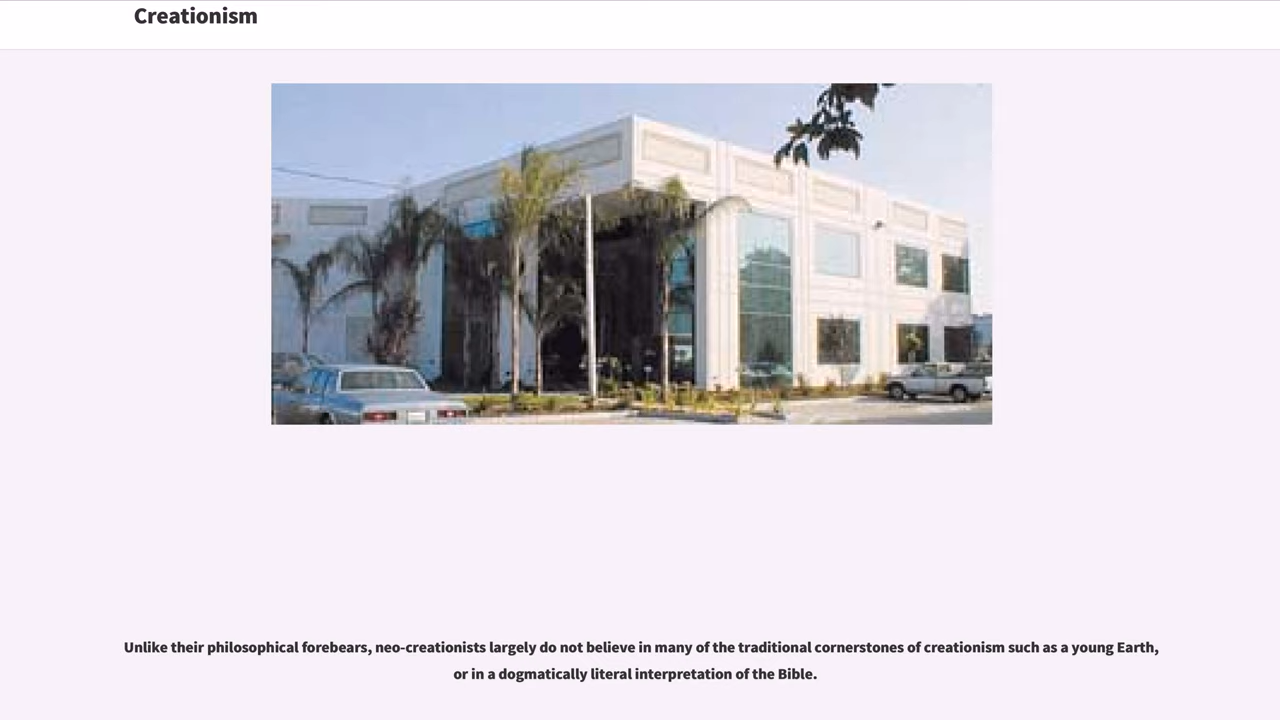 Creationism
Unlike their philosophical forebears, neo-creationists largely do not believe in many of the traditional cornerstones of creationism such as a young Earth,
or in a dogmatically literal interpretation of the Bible.